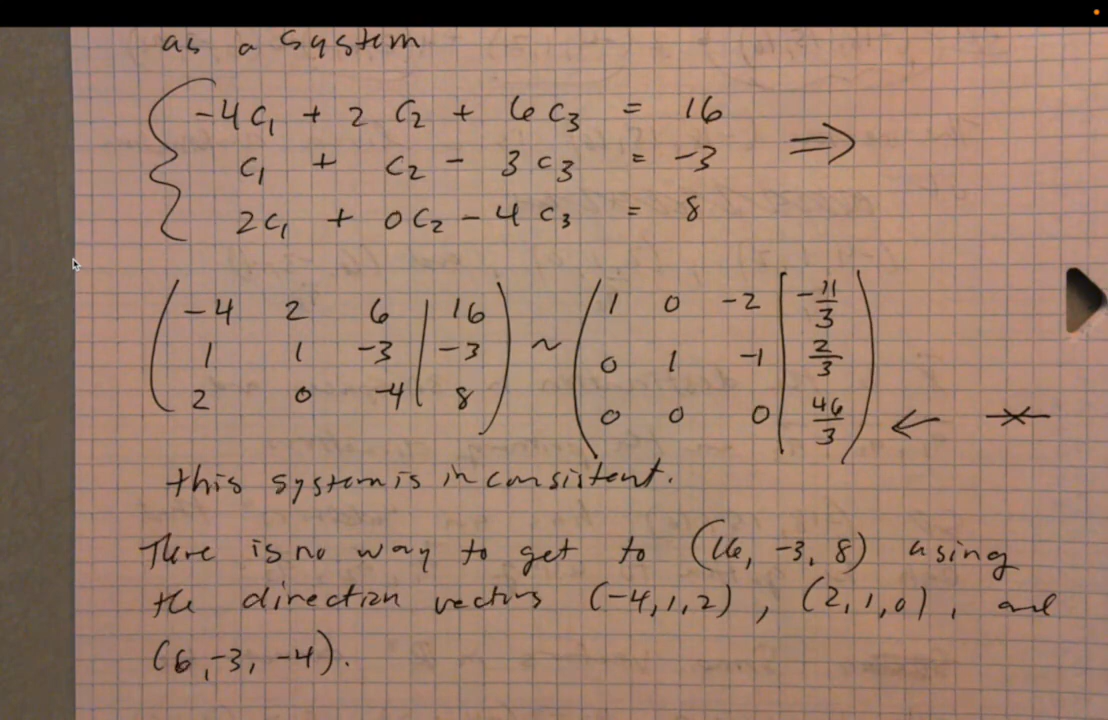 as a system
-4c₁ + 2c₂ + 6c₃ = 16
c₁ + c₂ - 3c₃ = -3 ⇒
2c₁ + 0c₂ - 4c₃ = 8
( -4 2 6 | 16 ) ~ ( 1 0 -2 | -11/3 )
( 1 1 -3 | -3 ) ( 0 1 -1 | 2/3 )
( 2 0 -4 | 8 ) ( 0 0 0 | 46/3 ) ←
this system is inconsistent.
There is no way to get to (16, -3, 8) using
the direction vectors (-4,1,2), (2,1,0), and
(6,-3,-4).